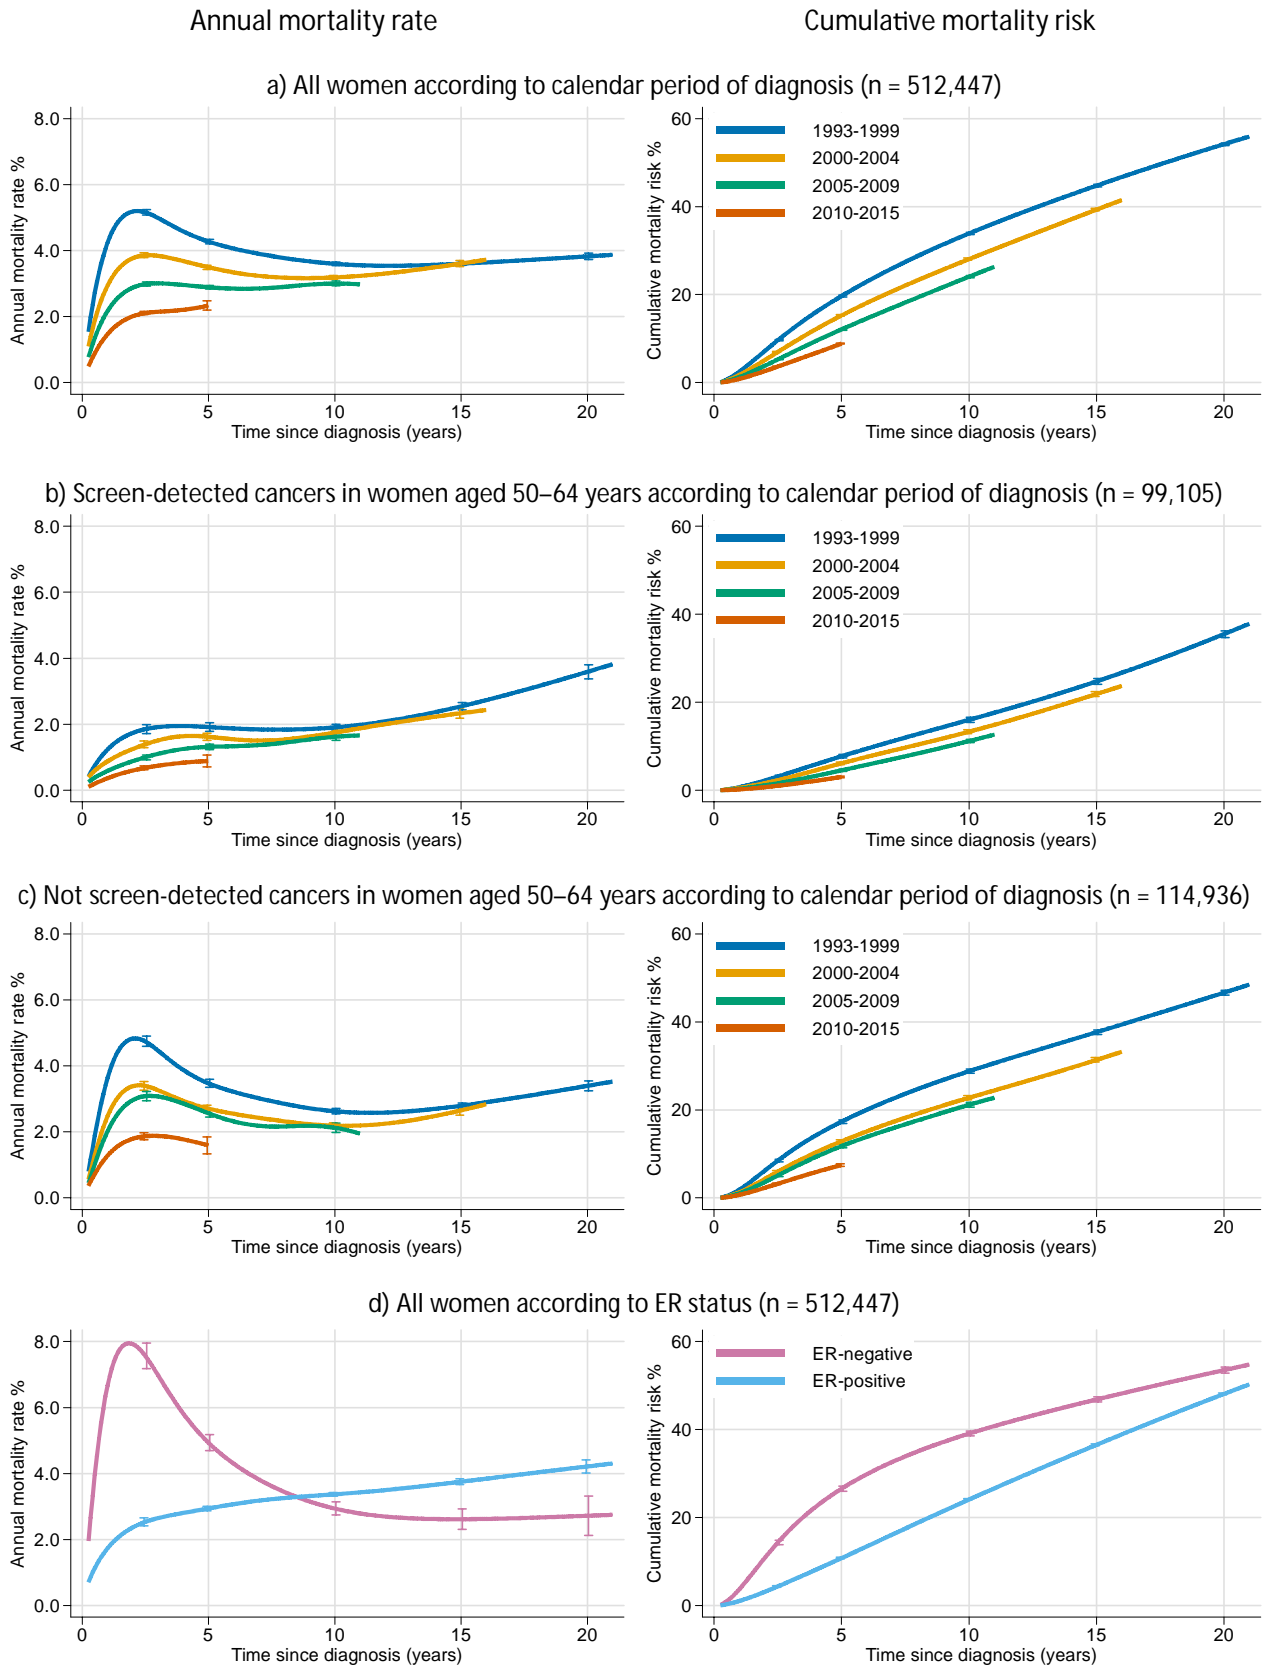 Annual mortality rate
Cumulative mortality risk
a) All women according to calendar period of diagnosis (n = 512,447)
Annual mortality rate %
8.0
6.0
4.0
2.0
0.0
0 5 10 15 20
Time since diagnosis (years)
Cumulative mortality risk %
60
40
20
0
1993-1999
2000-2004
2005-2009
2010-2015
0 5 10 15 20
Time since diagnosis (years)
b) Screen-detected cancers in women aged 50–64 years according to calendar period of diagnosis (n = 99,105)
Annual mortality rate %
8.0
6.0
4.0
2.0
0.0
0 5 10 15 20
Time since diagnosis (years)
Cumulative mortality risk %
60
40
20
0
1993-1999
2000-2004
2005-2009
2010-2015
0 5 10 15 20
Time since diagnosis (years)
c) Not screen-detected cancers in women aged 50–64 years according to calendar period of diagnosis (n = 114,936)
Annual mortality rate %
8.0
6.0
4.0
2.0
0.0
0 5 10 15 20
Time since diagnosis (years)
Cumulative mortality risk %
60
40
20
0
1993-1999
2000-2004
2005-2009
2010-2015
0 5 10 15 20
Time since diagnosis (years)
d) All women according to ER status (n = 512,447)
Annual mortality rate %
8.0
6.0
4.0
2.0
0.0
0 5 10 15 20
Time since diagnosis (years)
Cumulative mortality risk %
60
40
20
0
ER-negative
ER-positive
0 5 10 15 20
Time since diagnosis (years)